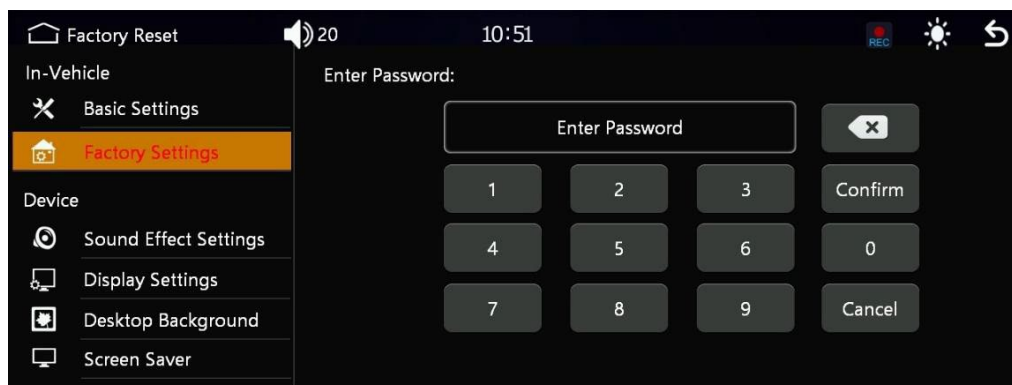 Factory Reset 20 10:51 REC
In-Vehicle
Basic Settings
Factory Settings
Device
Sound Effect Settings
Display Settings
Desktop Background
Screen Saver
Enter Password:
Enter Password
1 2 3 Confirm
4 5 6 0
7 8 9 Cancel